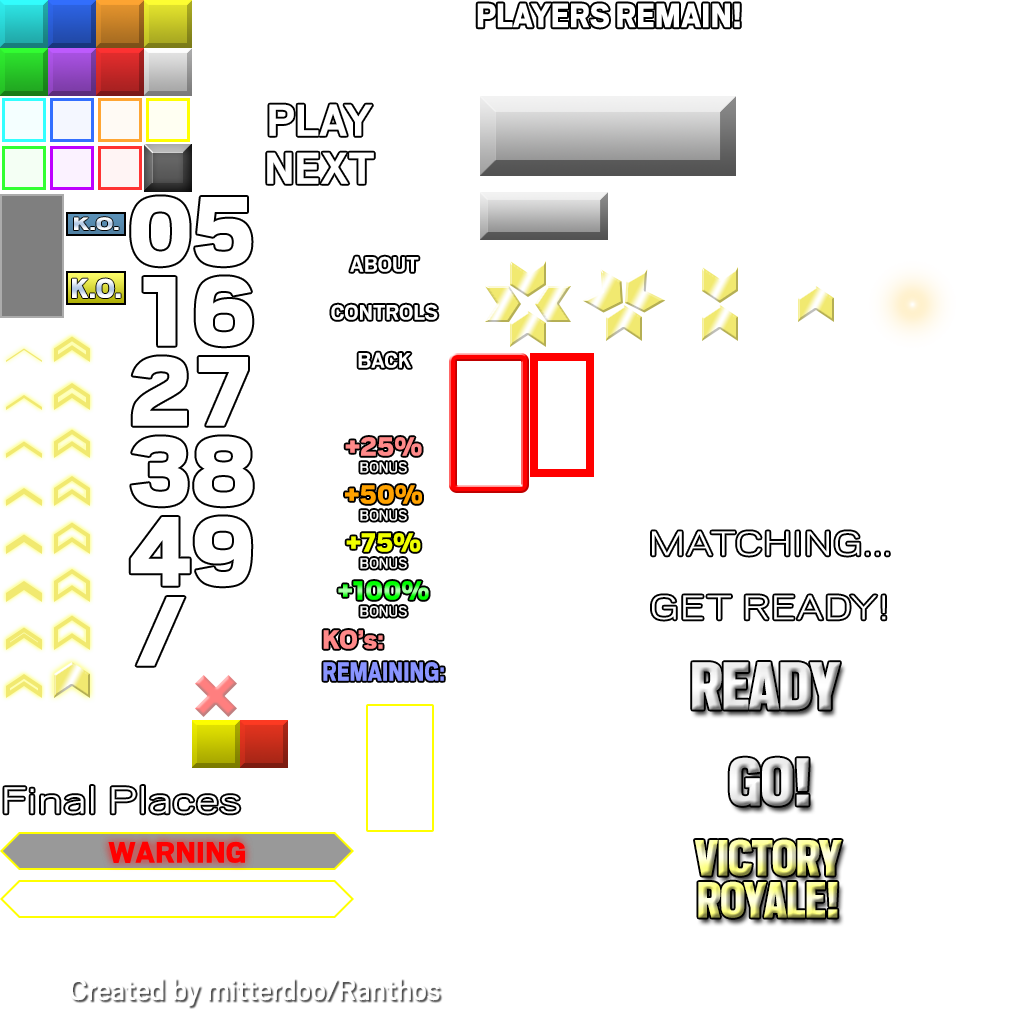 PLAYERS REMAIN!
PLAY
NEXT
K.O.
K.O.
05
16
27
38
49
/
ABOUT
CONTROLS
BACK
+25%
BONUS
+50%
BONUS
+75%
BONUS
+100%
BONUS
KO's:
REMAINING:
MATCHING...
GET READY!
READY
GO!
VICTORY
ROYALE!
Final Places
WARNING
Created by mitterdoo/Ranthos